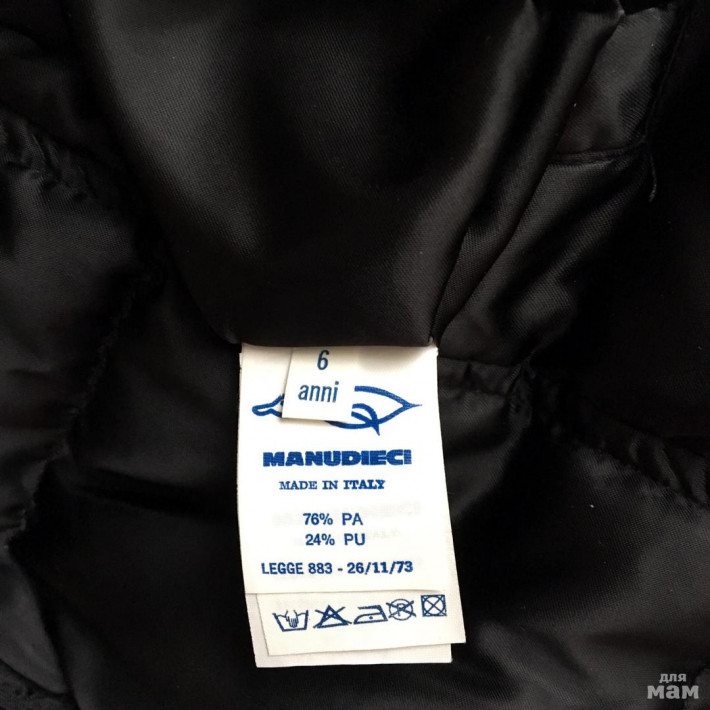 6
anni
MANUDIECI
MADE IN ITALY
76% PA
24% PU
LEGGE 883 - 26/11/73
для
мам